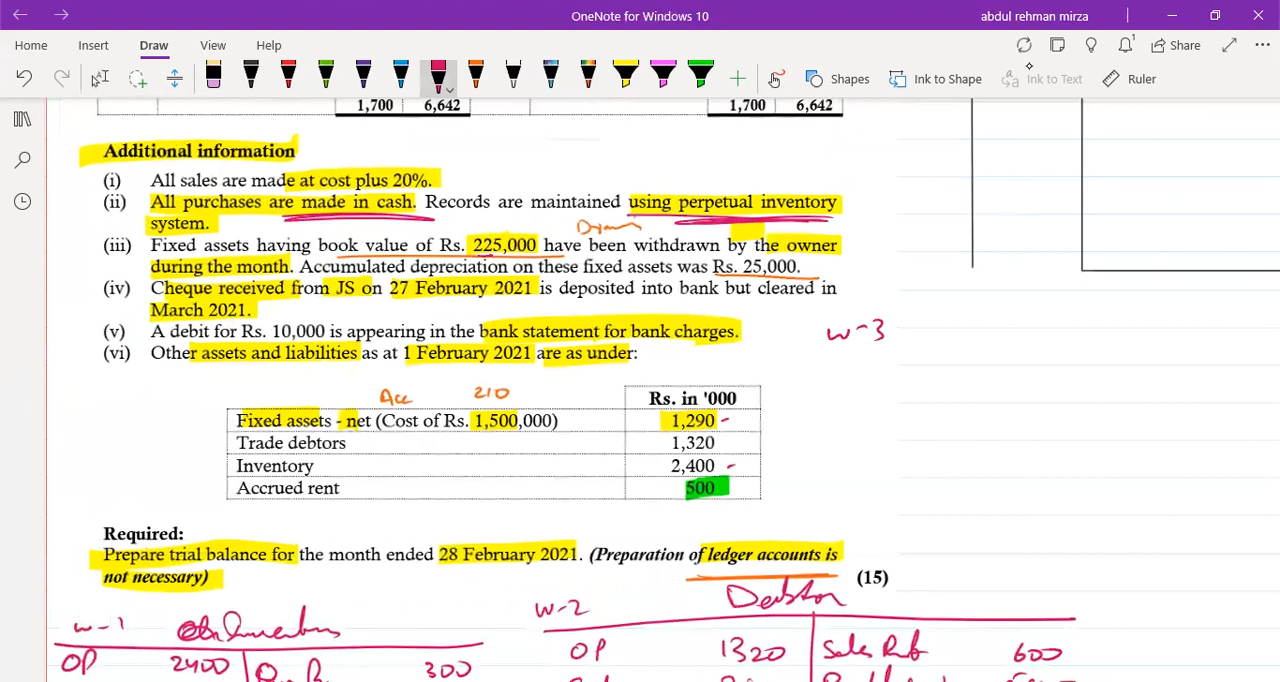 OneNote for Windows 10
abdul rehman mirza
Home Insert Draw View Help
Share
Shapes Ink to Shape Ink to Text Ruler
1,700 6,642 1,700 6,642
Additional information
(i) All sales are made at cost plus 20%.
(ii) All purchases are made in cash. Records are maintained using perpetual inventory
system.
(iii) Fixed assets having book value of Rs. 225,000 have been withdrawn by the owner
during the month. Accumulated depreciation on these fixed assets was Rs. 25,000.
(iv) Cheque received from JS on 27 February 2021 is deposited into bank but cleared in
March 2021.
(v) A debit for Rs. 10,000 is appearing in the bank statement for bank charges.
w-3
(vi) Other assets and liabilities as at 1 February 2021 are as under:
Acc 210
Rs. in '000
Fixed assets - net (Cost of Rs. 1,500,000) 1,290
Trade debtors 1,320
Inventory 2,400
Accrued rent 500
Required:
Prepare trial balance for the month ended 28 February 2021. (Preparation of ledger accounts is
not necessary) (15)
w-1 w-2 Debtor
OP 2400 300 OP 1320 Sales Ret 600